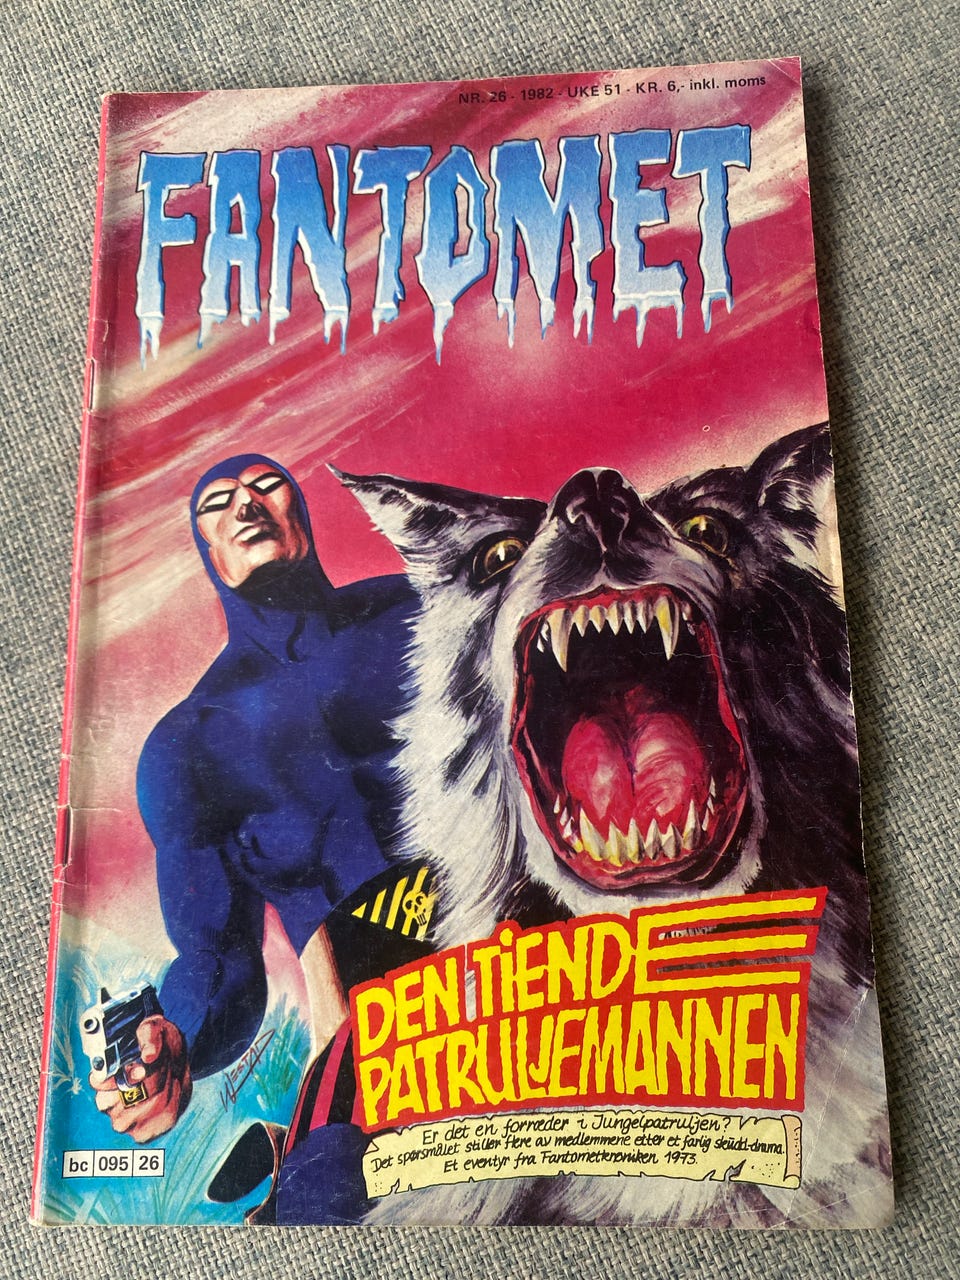 NR. 26 - 1982 - UKE 51 - KR. 6,- inkl. moms
FANTOMET
DEN TIENDE
PATRULJEMANNEN
Er det en forræder i Jungelpatruljen?
Det spørsmålet stiller flere av medlemmene etter et farlig skudd-drama.
Et eventyr fra Fantometkrøniken 1973.
WESTAD
bc 095 26